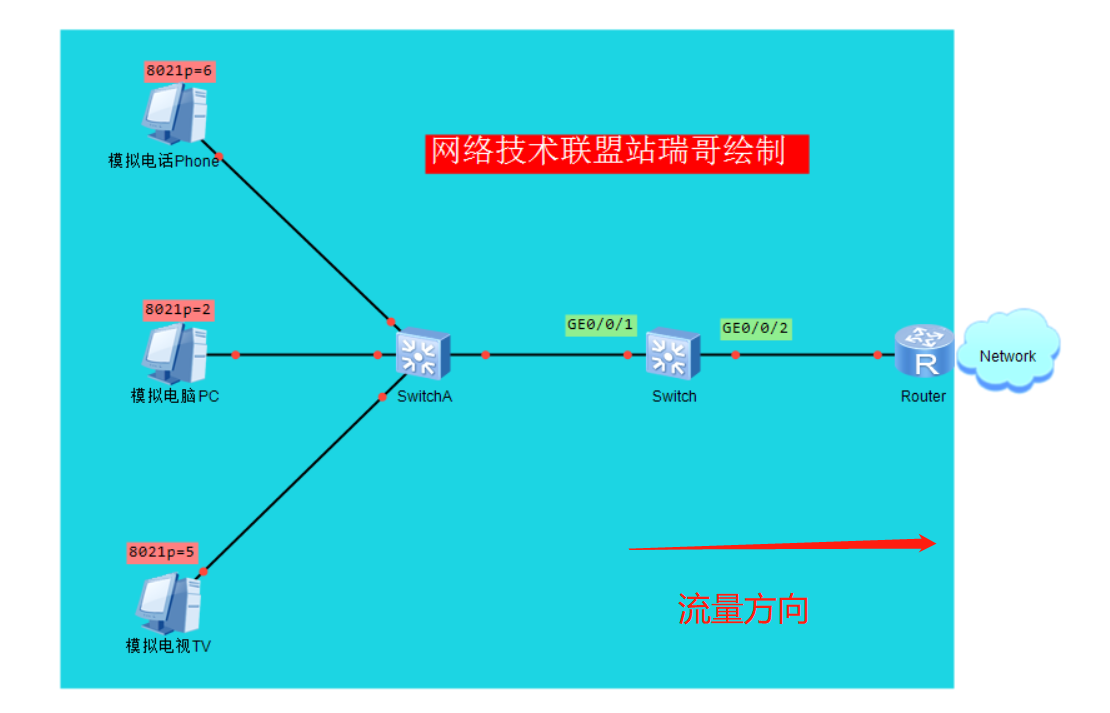 8021p=6
模拟电话Phone
网络技术联盟站瑞哥绘制
8021p=2
模拟电脑PC
SwitchA
GE0/0/1
Switch
GE0/0/2
R
Router
Network
8021p=5
模拟电视TV
流量方向